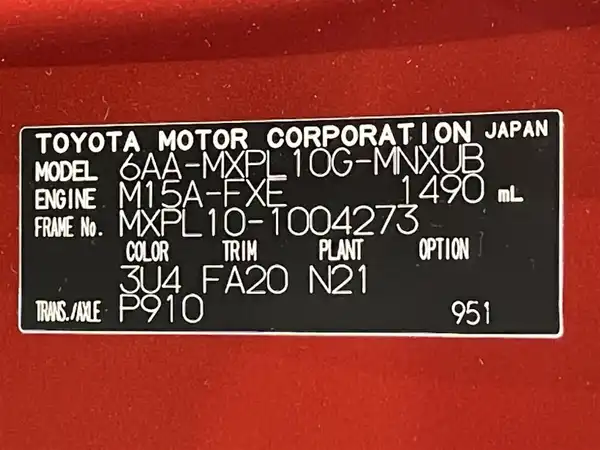 TOYOTA MOTOR CORPORATION JAPAN
MODEL 6AA-MXPL10G-MNXUB
ENGINE M15A-FXE 1490 mL
FRAME No. MXPL10-1004273
COLOR TRIM PLANT OPTION
3U4 FA20 N21
TRANS./AXLE P910 951